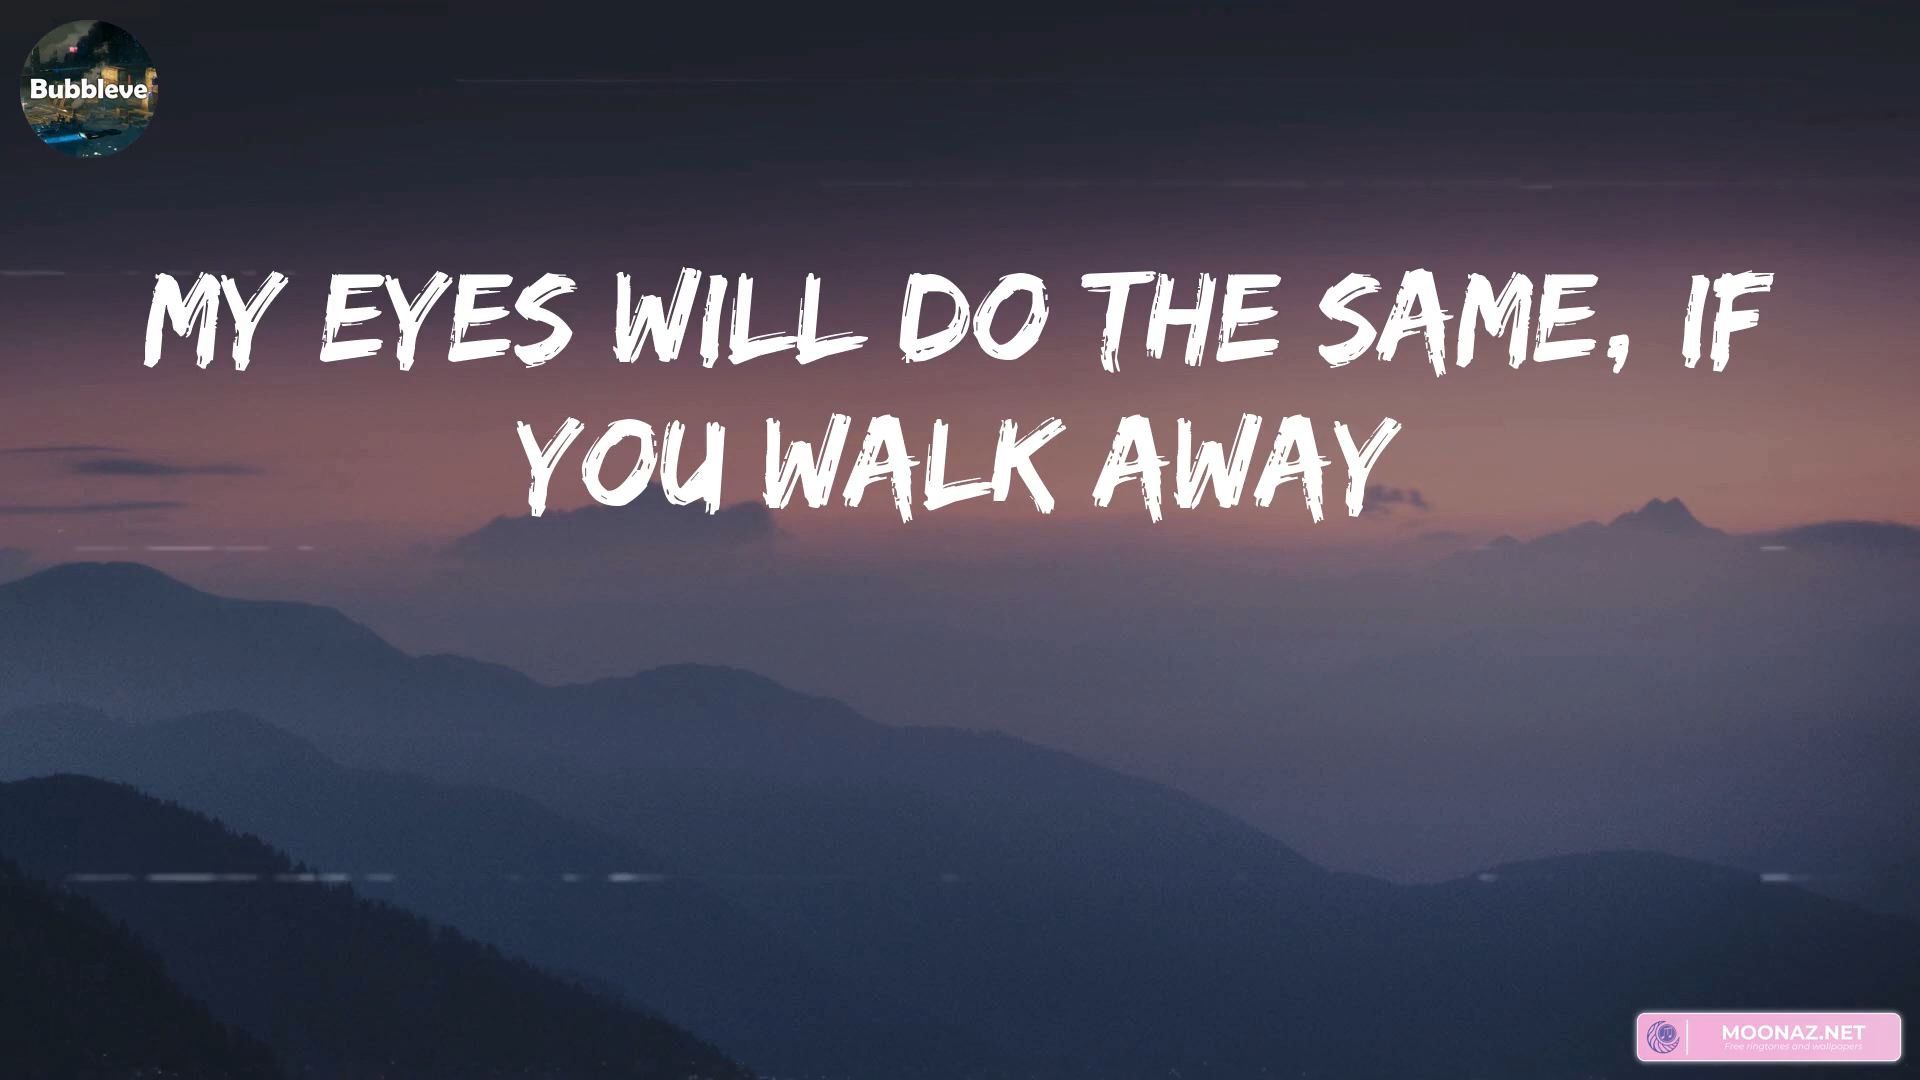 Bubbleve
MY EYES WILL DO THE SAME, IF
YOU WALK AWAY
MOONAZ.NET
Free ringtones and wallpapers